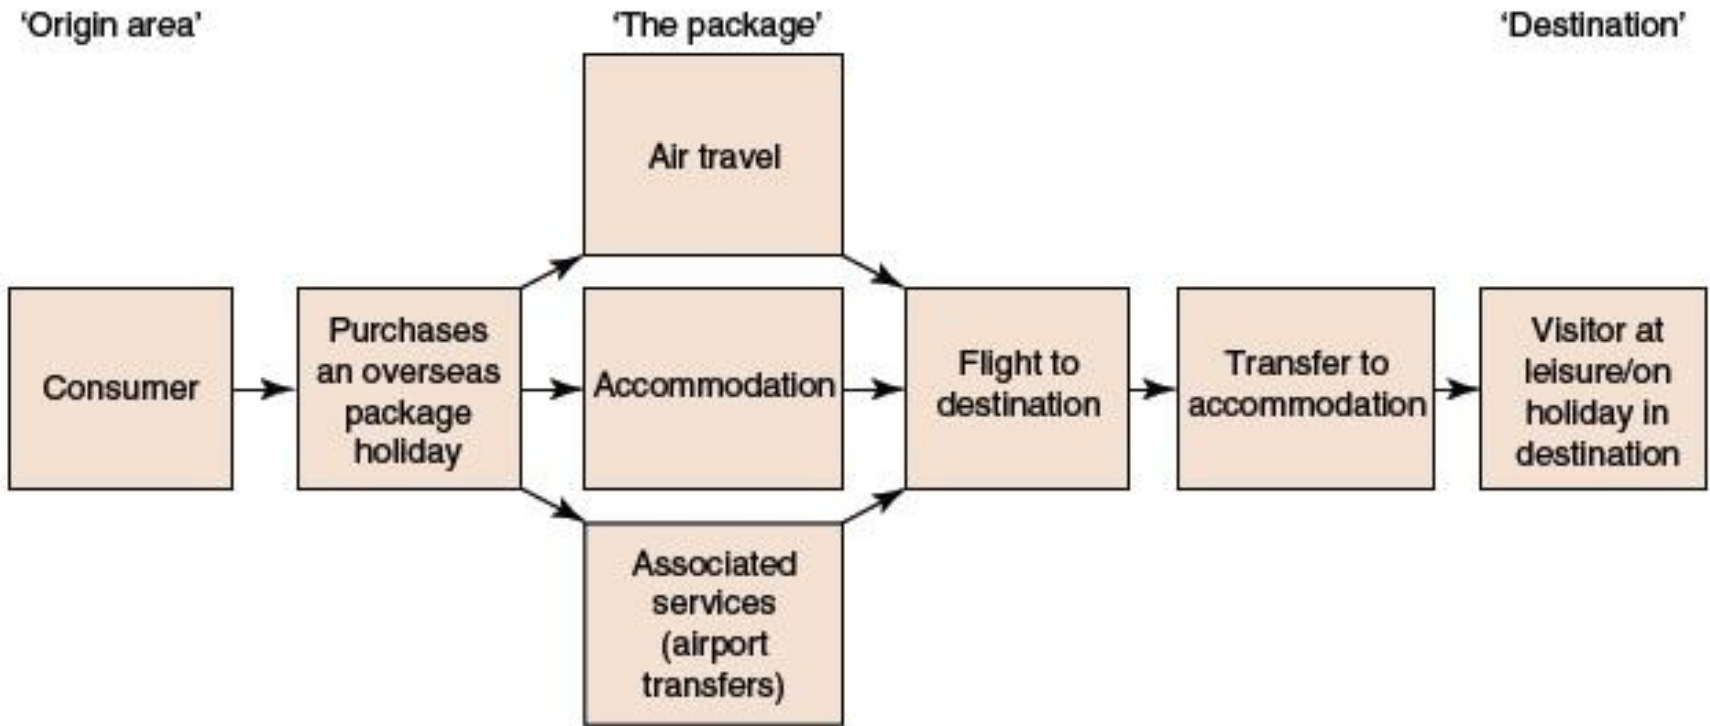 ‘Origin area’
‘The package’
‘Destination’
Air travel
Consumer
Purchases
an overseas
package
holiday
Accommodation
Flight to
destination
Transfer to
accommodation
Visitor at
leisure/on
holiday in
destination
Associated
services
(airport
transfers)